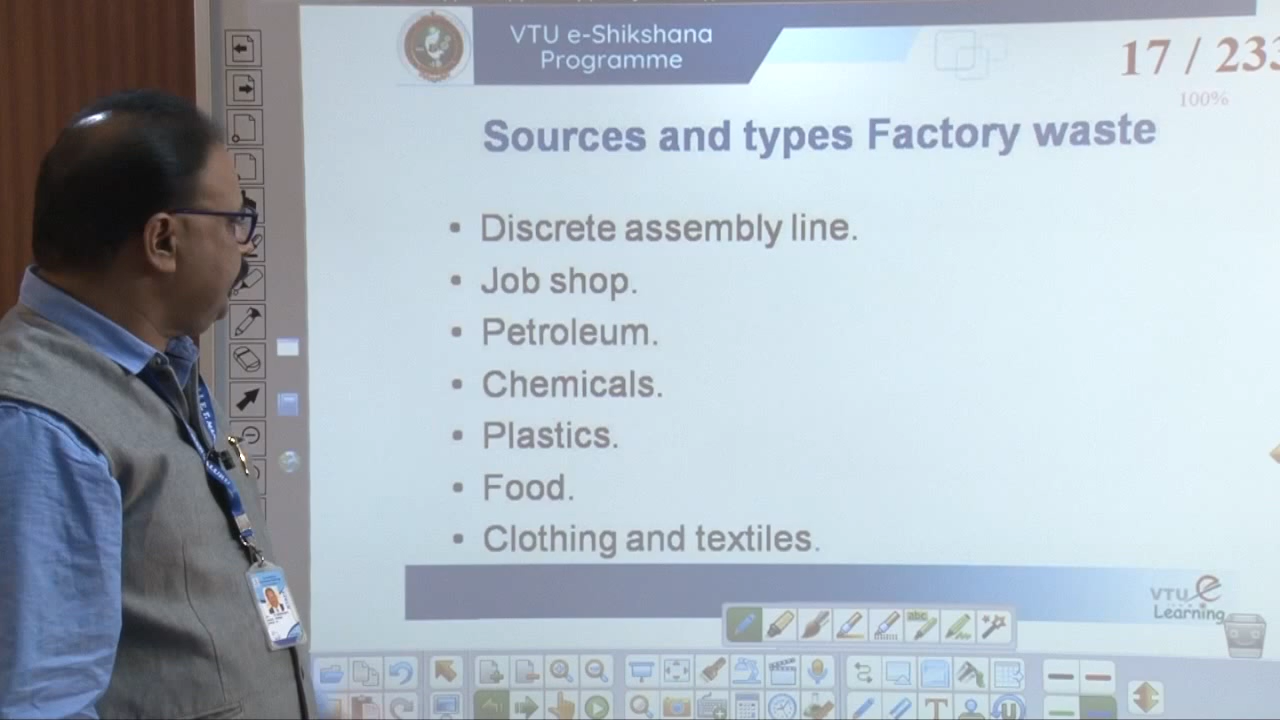 VTU e-Shikshana
Programme
17 / 233
100%
Sources and types Factory waste
• Discrete assembly line.
• Job shop.
• Petroleum.
• Chemicals.
• Plastics.
• Food.
• Clothing and textiles.
VTU e
Learning
abc
T